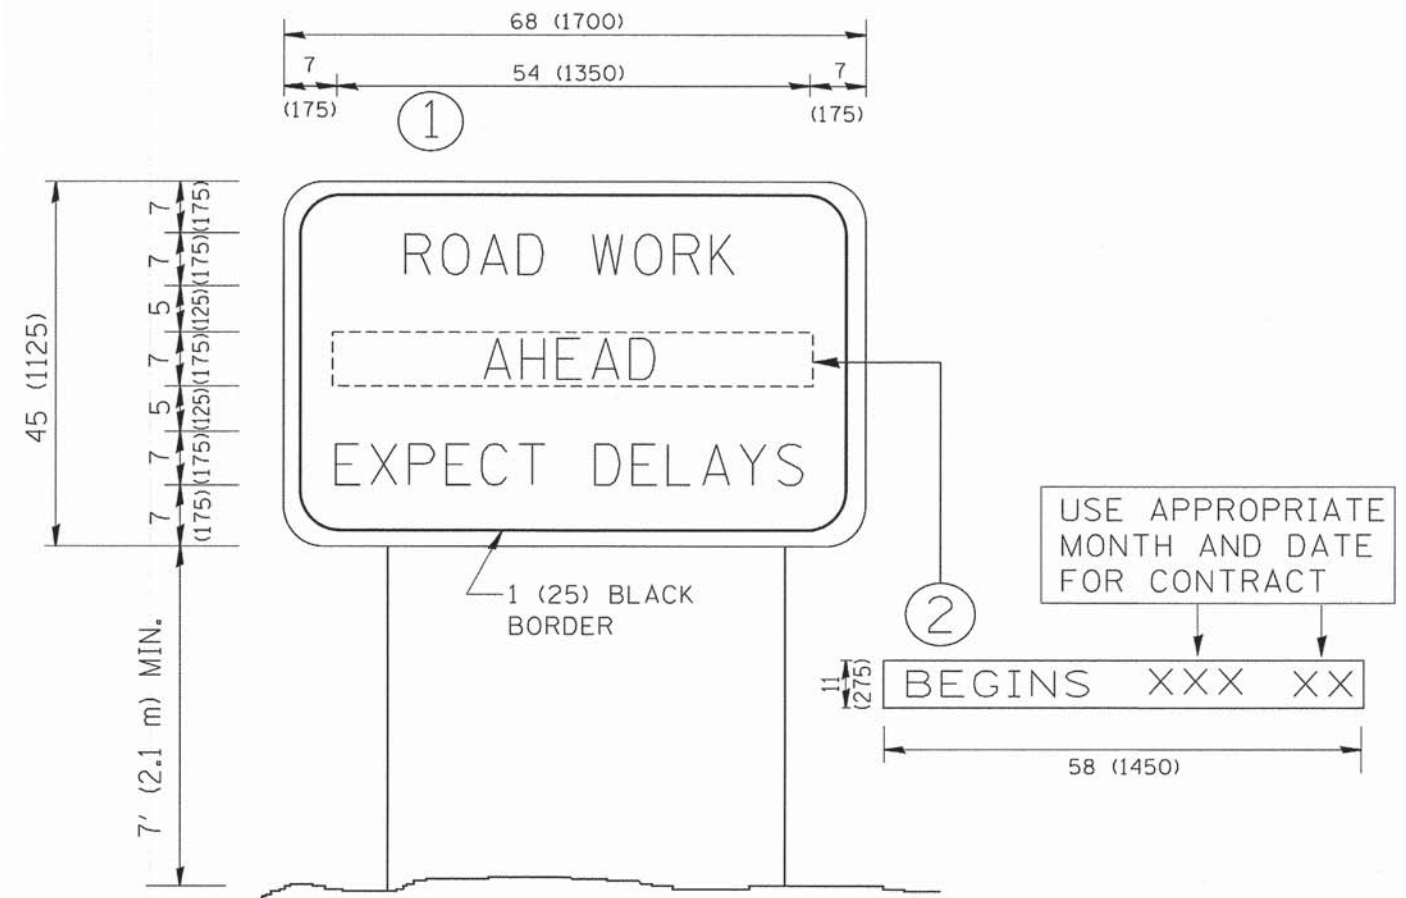 68 (1700)
7
54 (1350)
7
(175)
(175)
1
7
(175)
7
(175)
5
(125)
7
(175)
5
(125)
7
(175)
7
(175)
45 (1125)
ROAD WORK
AHEAD
EXPECT DELAYS
1 (25) BLACK
BORDER
7' (2.1 m) MIN.
USE APPROPRIATE
MONTH AND DATE
FOR CONTRACT
2
11
(275)
BEGINS XXX XX
58 (1450)